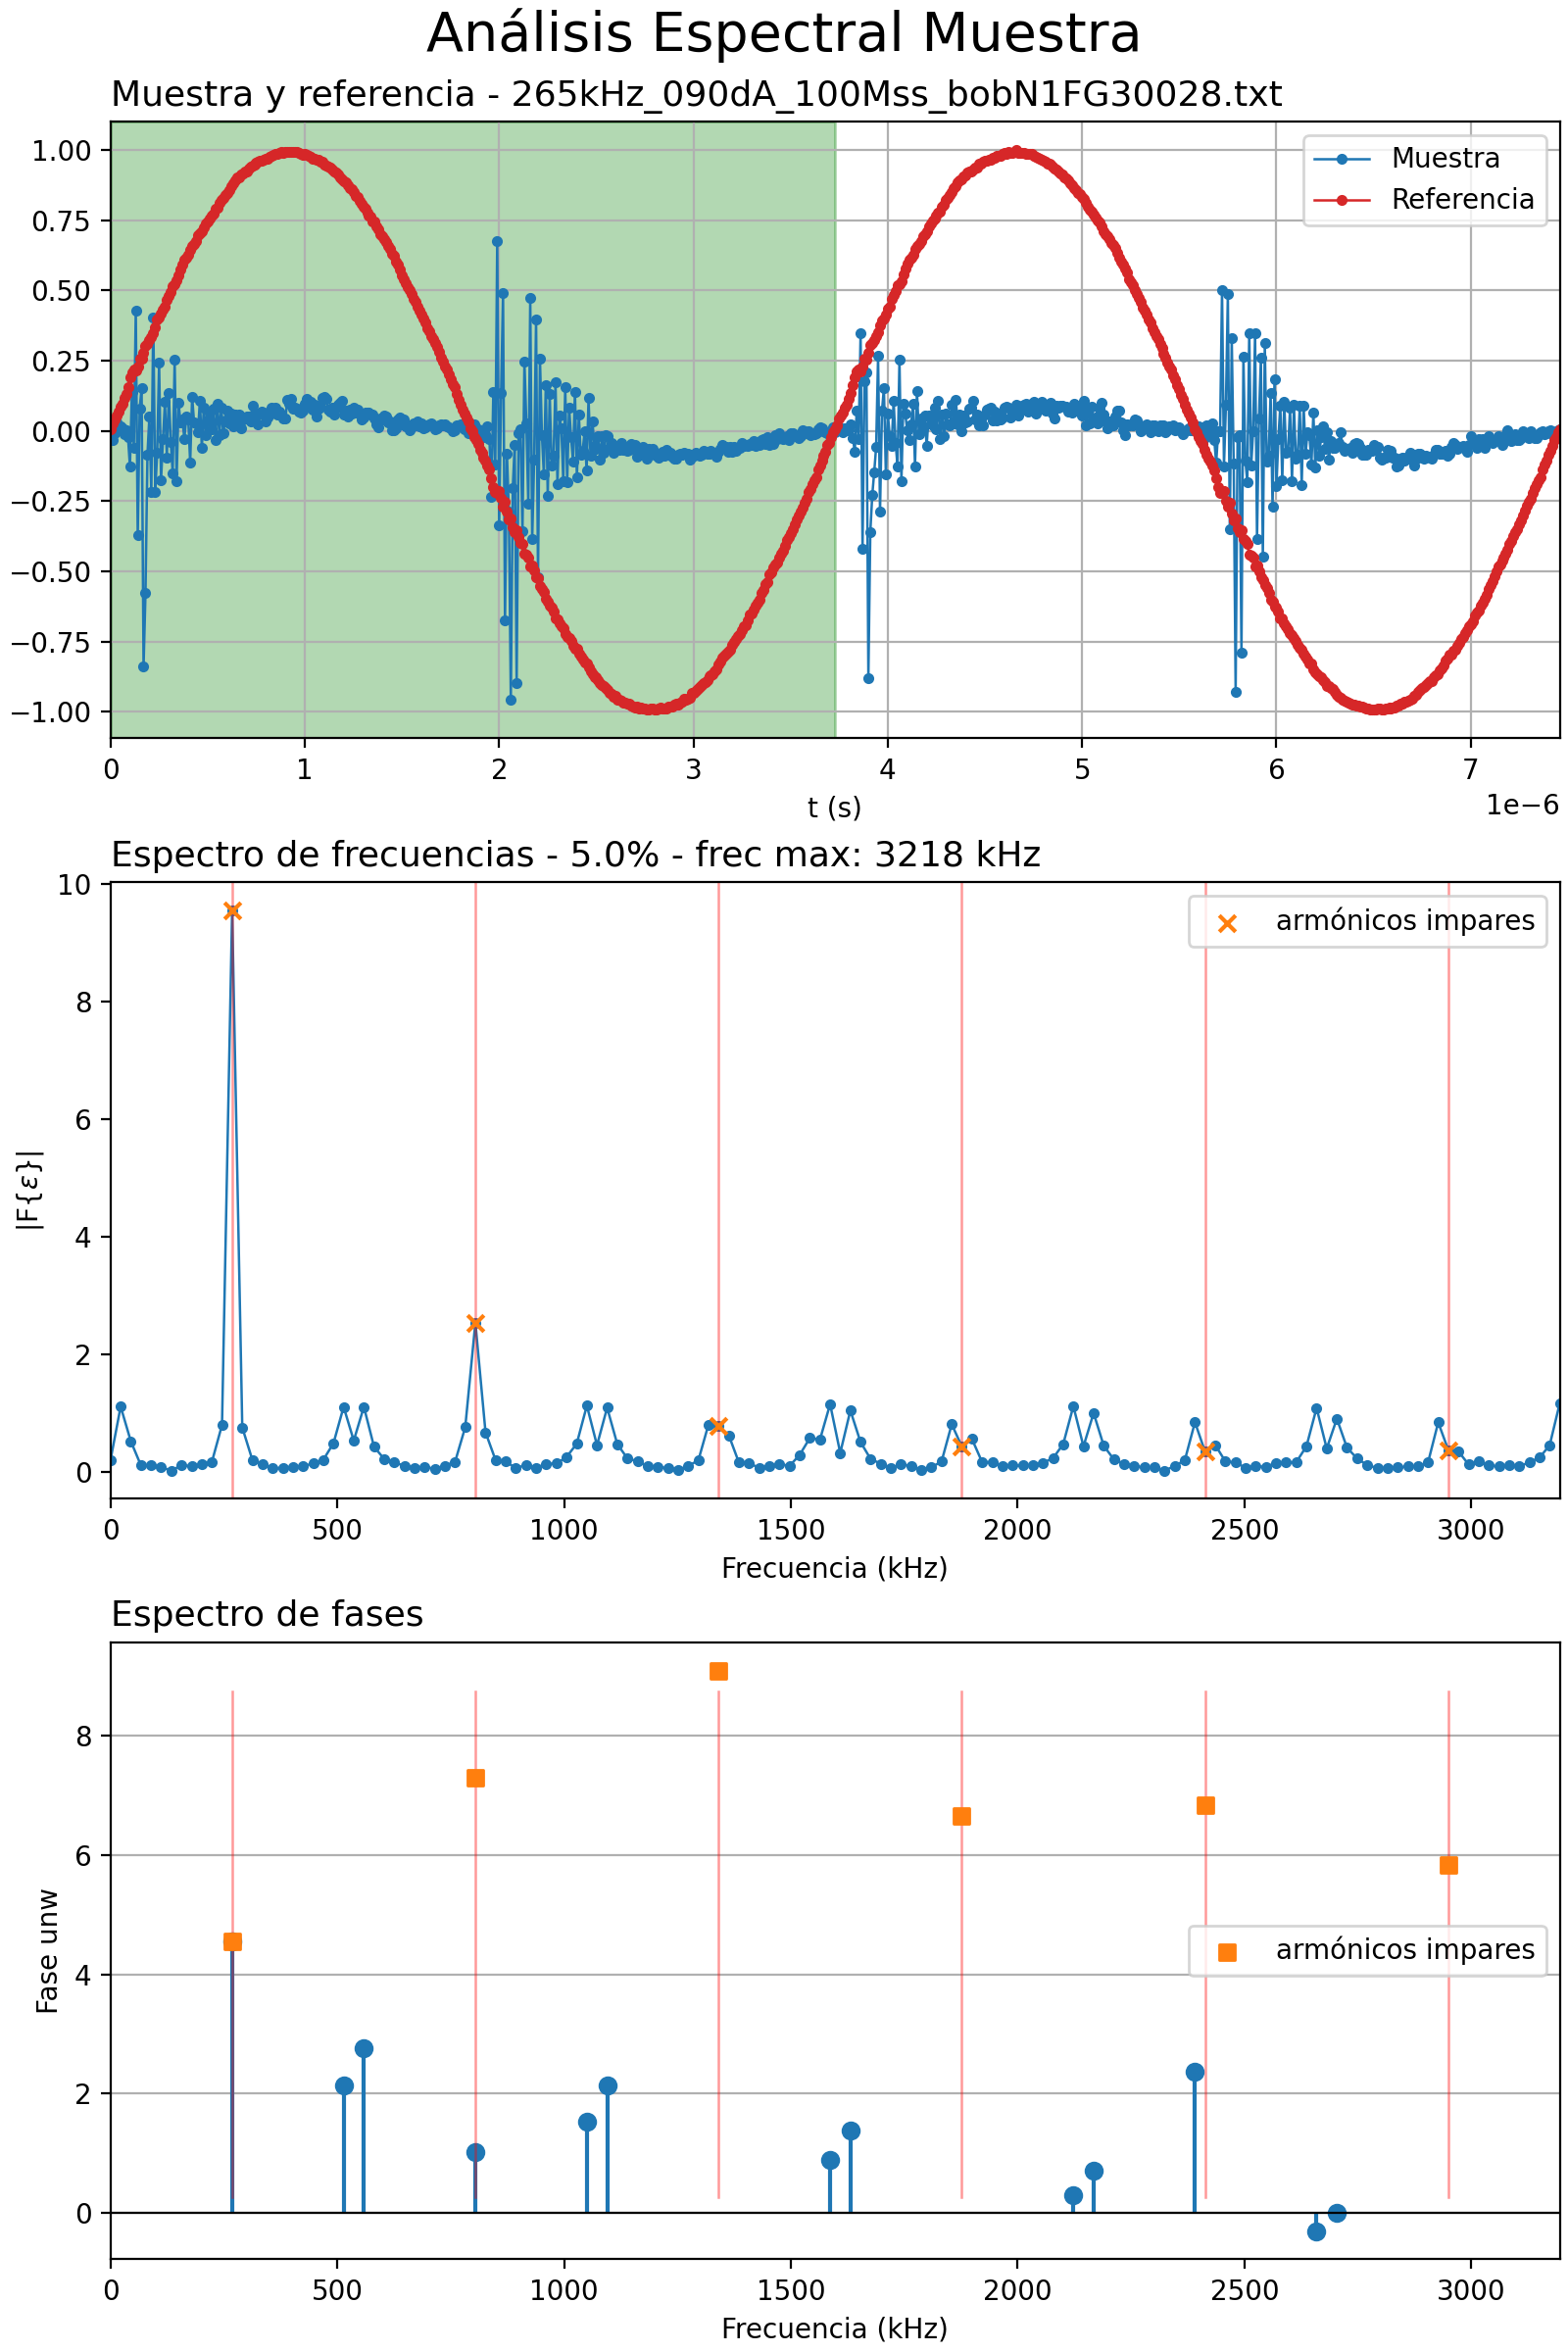 Análisis Espectral Muestra
Muestra y referencia - 265kHz_090dA_100Mss_bobN1FG30028.txt
1.00
0.75
0.50
0.25
0.00
−0.25
−0.50
−0.75
−1.00
Muestra
Referencia
0 1 2 3 4 5 6 7
t (s)
1e−6
Espectro de frecuencias - 5.0% - frec max: 3218 kHz
10
8
6
4
2
0
|F{ε}|
armónicos impares
0 500 1000 1500 2000 2500 3000
Frecuencia (kHz)
Espectro de fases
8
6
4
2
0
Fase unw
armónicos impares
0 500 1000 1500 2000 2500 3000
Frecuencia (kHz)